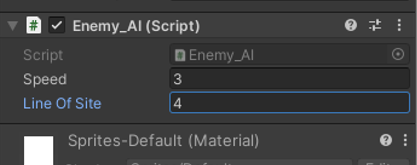 Enemy_AI (Script)
Script Enemy_AI
Speed 3
Line Of Site 4
Sprites-Default (Material)